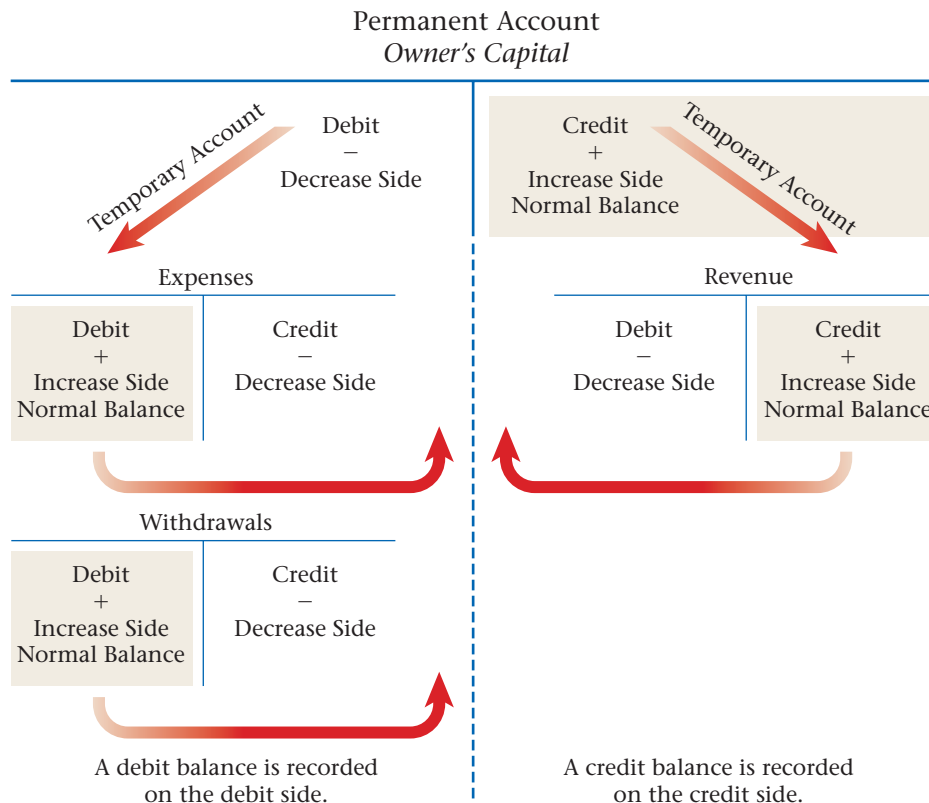 Permanent Account
Owner's Capital
Temporary Account
Debit
−
Decrease Side
Credit
+
Increase Side
Normal Balance
Temporary Account
Expenses
Debit
+
Increase Side
Normal Balance
Credit
−
Decrease Side
Revenue
Debit
−
Decrease Side
Credit
+
Increase Side
Normal Balance
Withdrawals
Debit
+
Increase Side
Normal Balance
Credit
−
Decrease Side
A debit balance is recorded
on the debit side.
A credit balance is recorded
on the credit side.